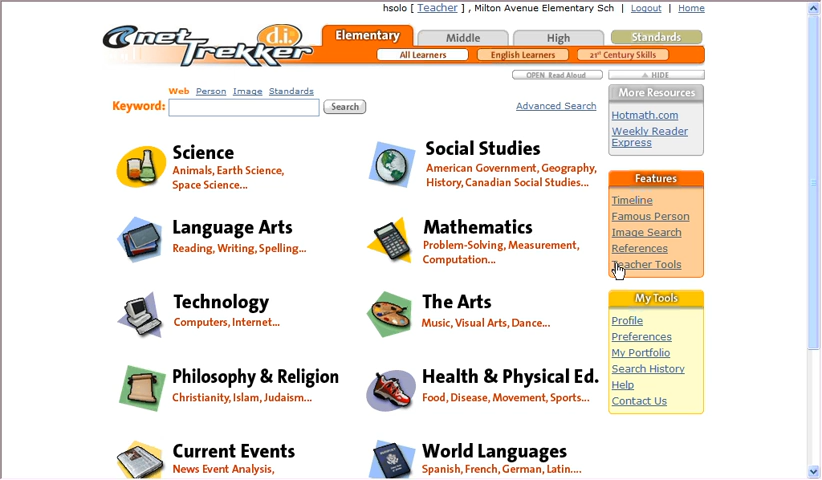 hsolo [ Teacher ] , Milton Avenue Elementary Sch | Logout | Home
net Trekker d.i.
Elementary Middle High Standards
All Learners English Learners 21st Century Skills
OPEN Read Aloud HIDE
Web Person Image Standards
Keyword: Search Advanced Search
More Resources
Hotmath.com
Weekly Reader
Express
Science
Animals, Earth Science,
Space Science...
Social Studies
American Government, Geography,
History, Canadian Social Studies...
Features
Timeline
Famous Person
Image Search
References
Teacher Tools
Language Arts
Reading, Writing, Spelling...
Mathematics
Problem-Solving, Measurement,
Computation...
My Tools
Profile
Preferences
My Portfolio
Search History
Help
Contact Us
Technology
Computers, Internet...
The Arts
Music, Visual Arts, Dance...
Philosophy & Religion
Christianity, Islam, Judaism...
Health & Physical Ed.
Food, Disease, Movement, Sports...
Current Events
News Event Analysis,
World Languages
Spanish, French, German, Latin....